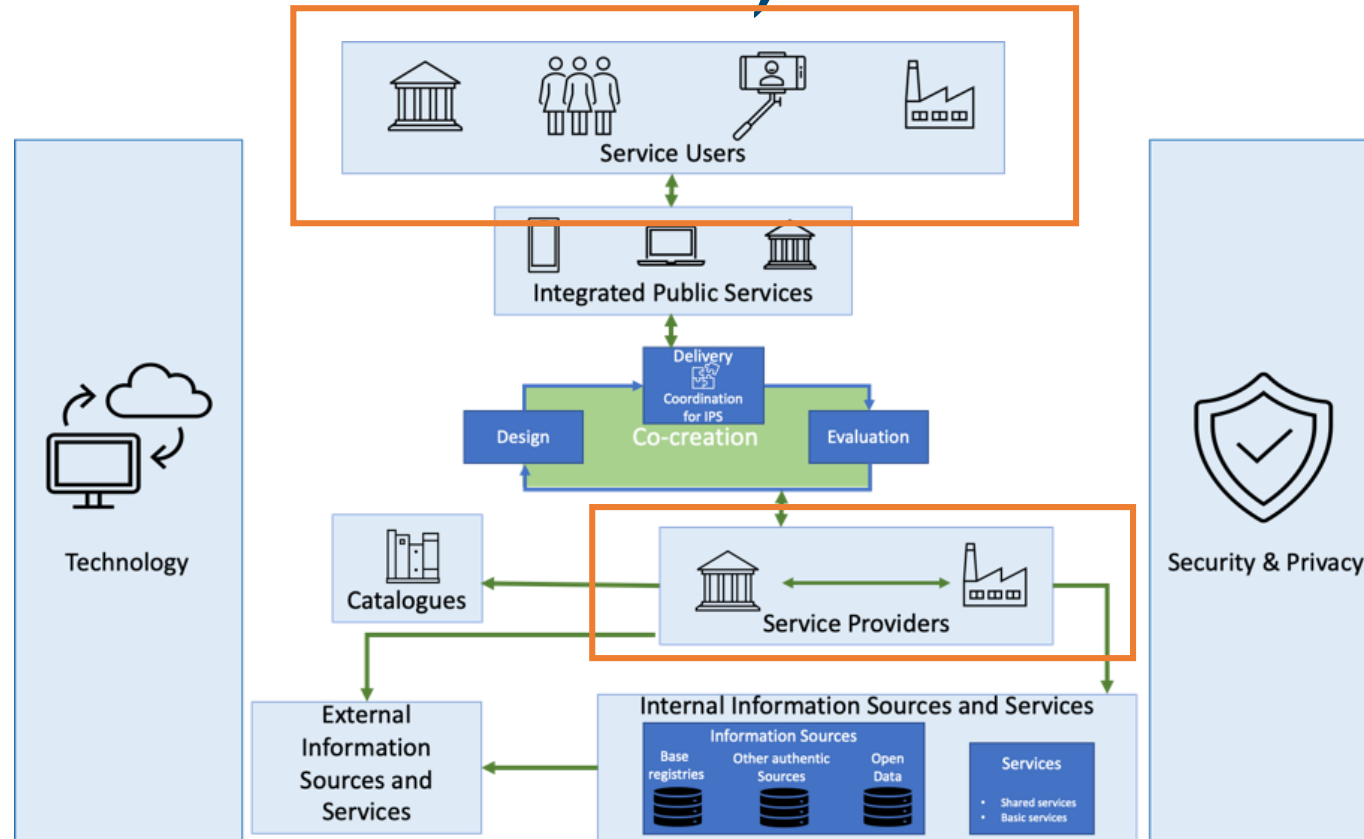 Service Users
Integrated Public Services
Delivery
Coordination
for IPS
Design
Co-creation
Evaluation
Technology
Security & Privacy
Catalogues
Service Providers
External
Information
Sources and
Services
Internal Information Sources and Services
Information Sources
Base
registries
Other authentic
Sources
Open
Data
Services
• Shared services
• Basic services